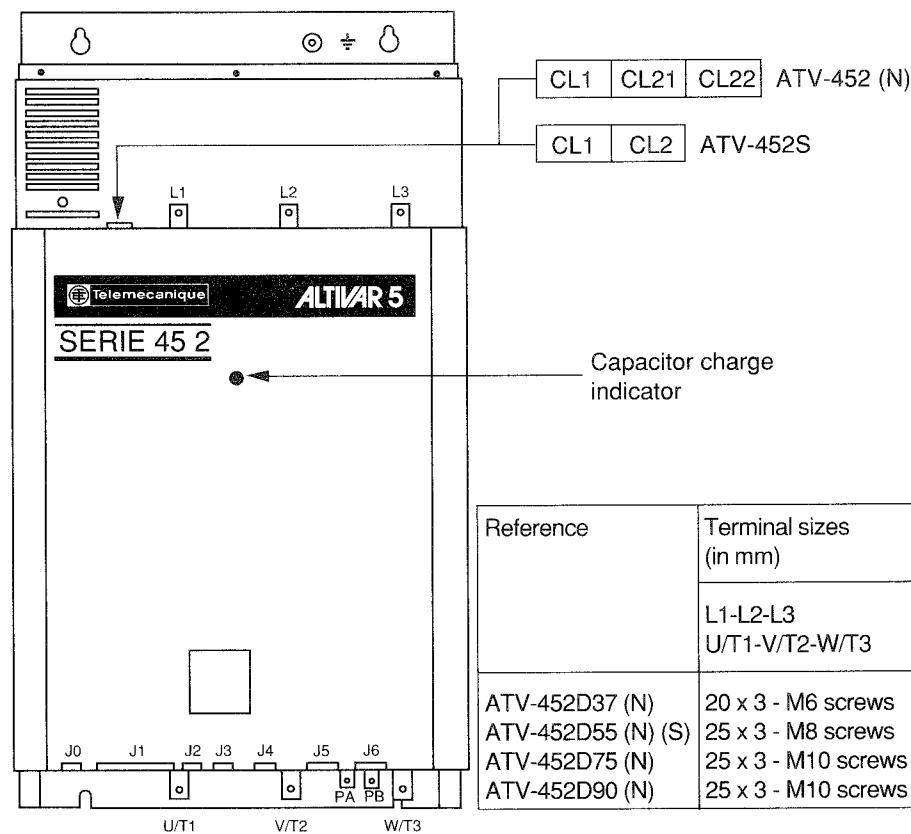 CL1 CL21 CL22 ATV-452 (N)
CL1 CL2 ATV-452S
L1 L2 L3
Telemecanique ALTIVAR 5
SERIE 45 2
Capacitor charge
indicator
Reference Terminal sizes
(in mm)
L1-L2-L3
U/T1-V/T2-W/T3
ATV-452D37 (N) 20 x 3 - M6 screws
ATV-452D55 (N) (S) 25 x 3 - M8 screws
ATV-452D75 (N) 25 x 3 - M10 screws
ATV-452D90 (N) 25 x 3 - M10 screws
J0 J1 J2 J3 J4 J5 J6
PA PB
U/T1 V/T2 W/T3